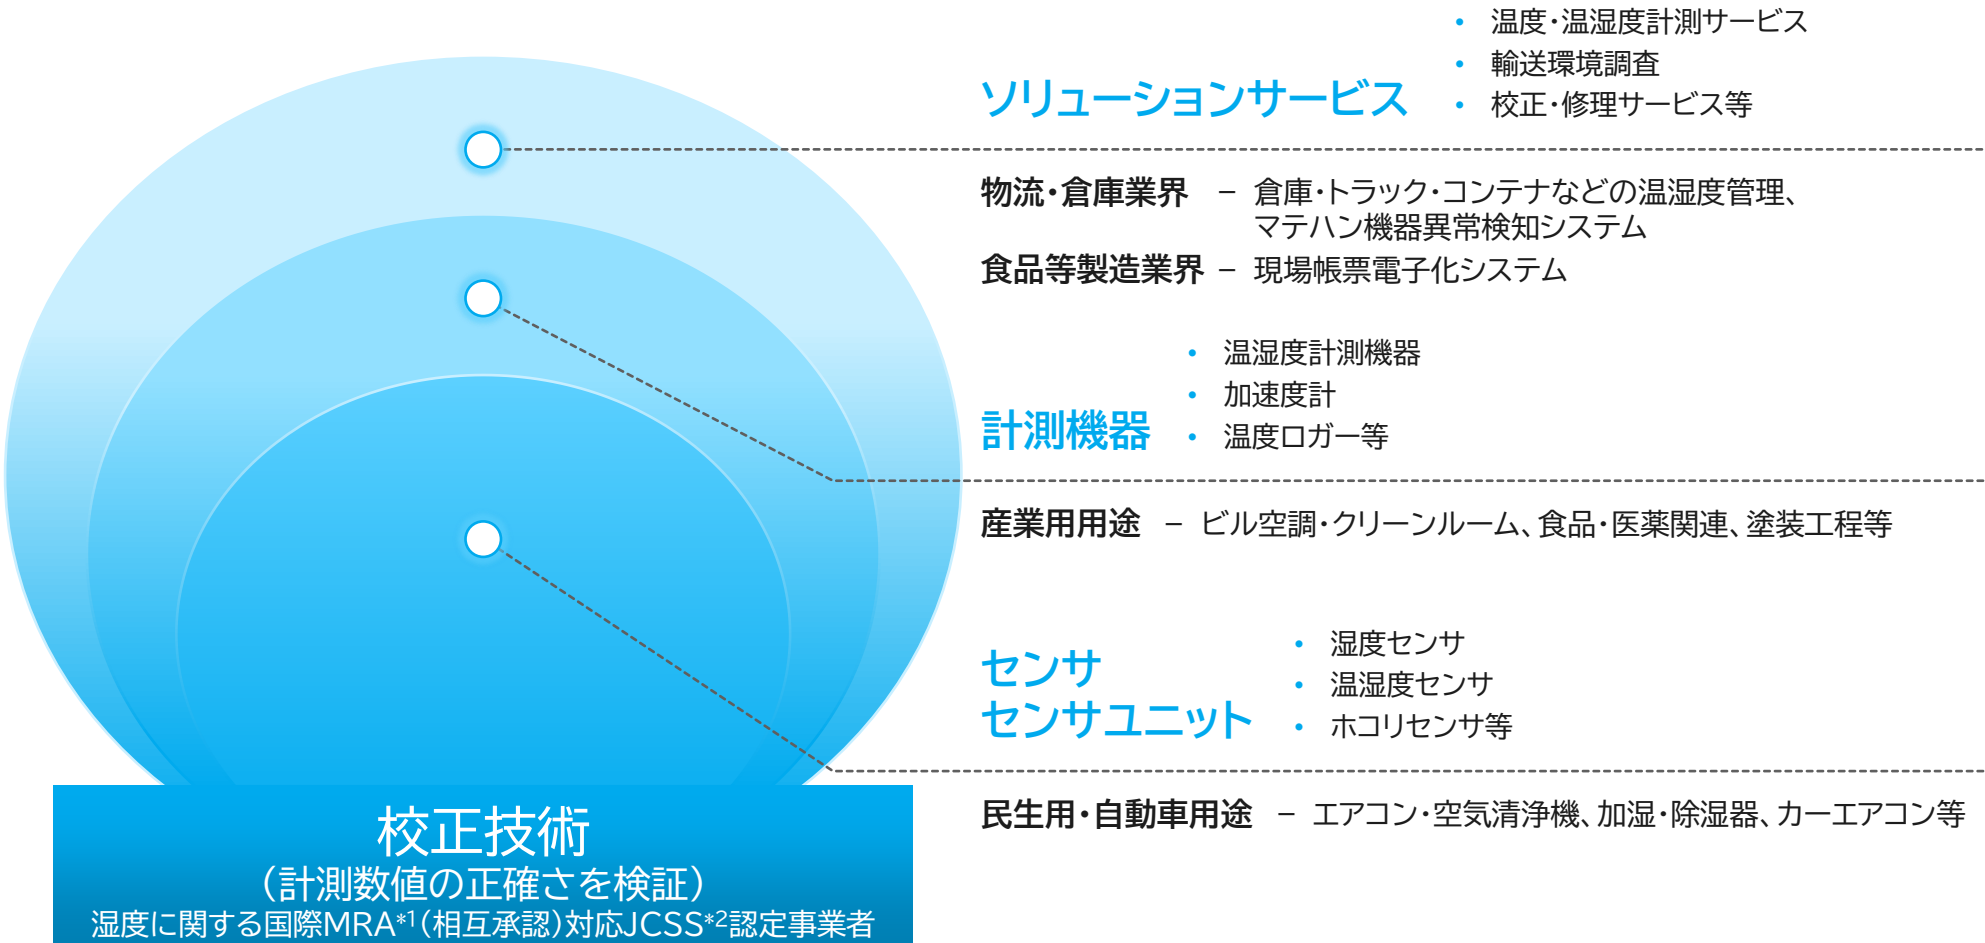 • 温度・温湿度計測サービス
• 輸送環境調査
ソリューションサービス • 校正・修理サービス等
物流・倉庫業界 － 倉庫・トラック・コンテナなどの温湿度管理、
マテハン機器異常検知システム
食品等製造業界 － 現場帳票電子化システム
• 温湿度計測機器
• 加速度計
計測機器 • 温度ロガー等
産業用用途 － ビル空調・クリーンルーム、食品・医薬関連、塗装工程等
• 湿度センサ
センサ • 温湿度センサ
センサユニット • ホコリセンサ等
民生用・自動車用途 － エアコン・空気清浄機、加湿・除湿器、カーエアコン等
校正技術
（計測数値の正確さを検証）
湿度に関する国際MRA*1（相互承認）対応JCSS*2認定事業者